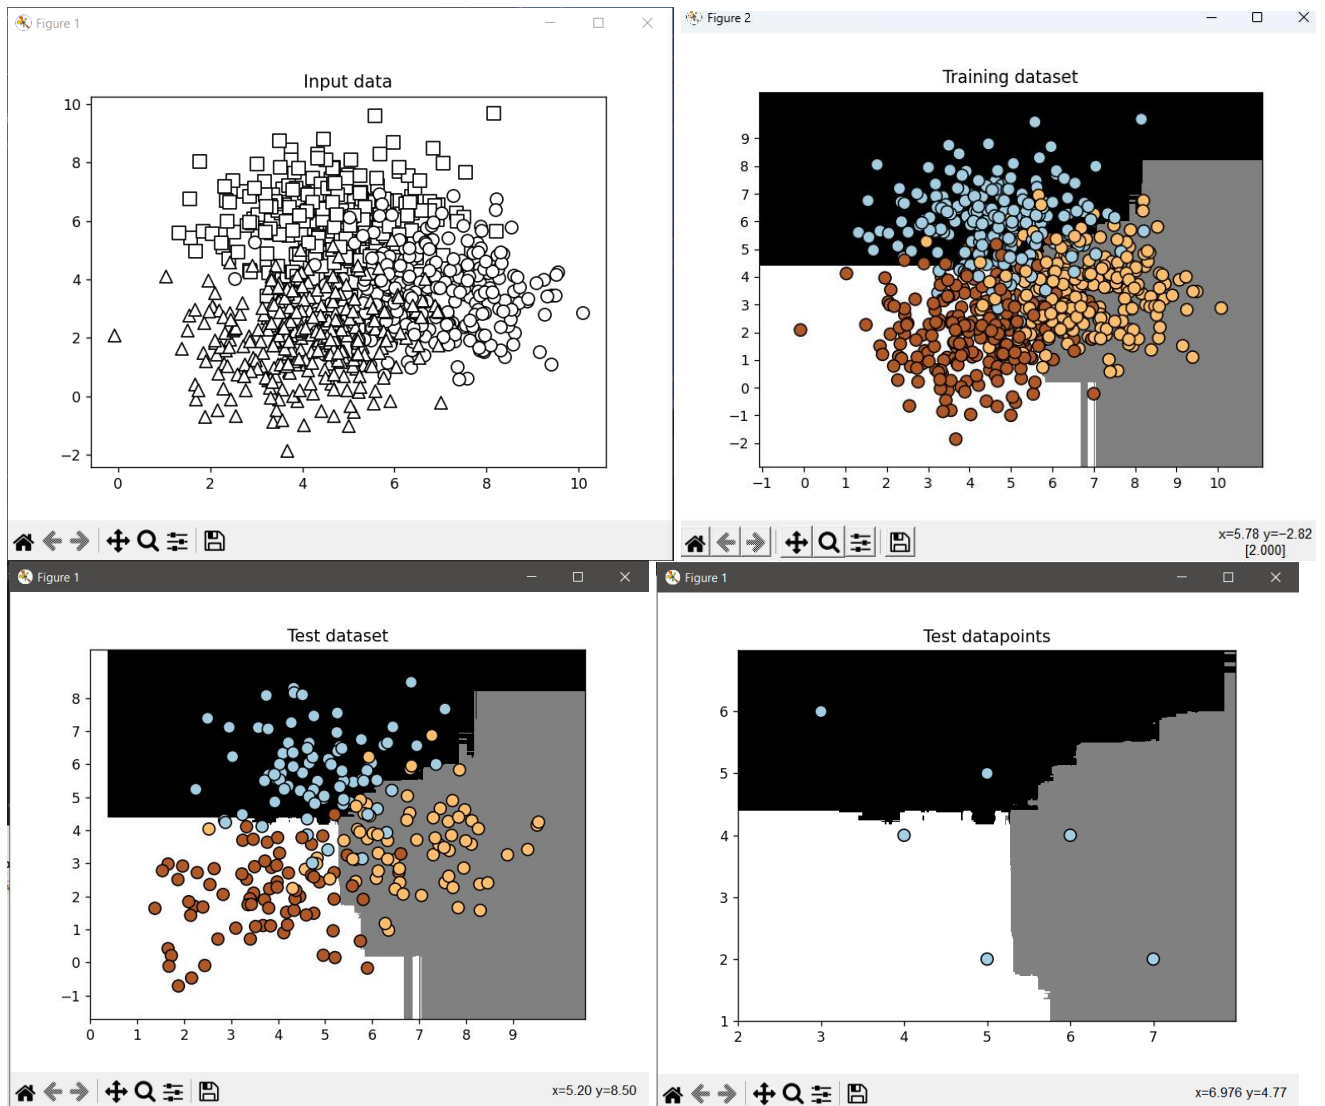 Figure 1
Input data
10
8
6
4
2
0
−2
0 2 4 6 8 10
Figure 2
Training dataset
9
8
7
6
5
4
3
2
1
0
−1
−2
−1 0 1 2 3 4 5 6 7 8 9 10
x=5.78 y=−2.82
[2.000]
Figure 1
Test dataset
8
7
6
5
4
3
2
1
0
−1
0 1 2 3 4 5 6 7 8 9
x=5.20 y=8.50
Figure 1
Test datapoints
6
5
4
3
2
1
2 3 4 5 6 7
x=6.976 y=4.77